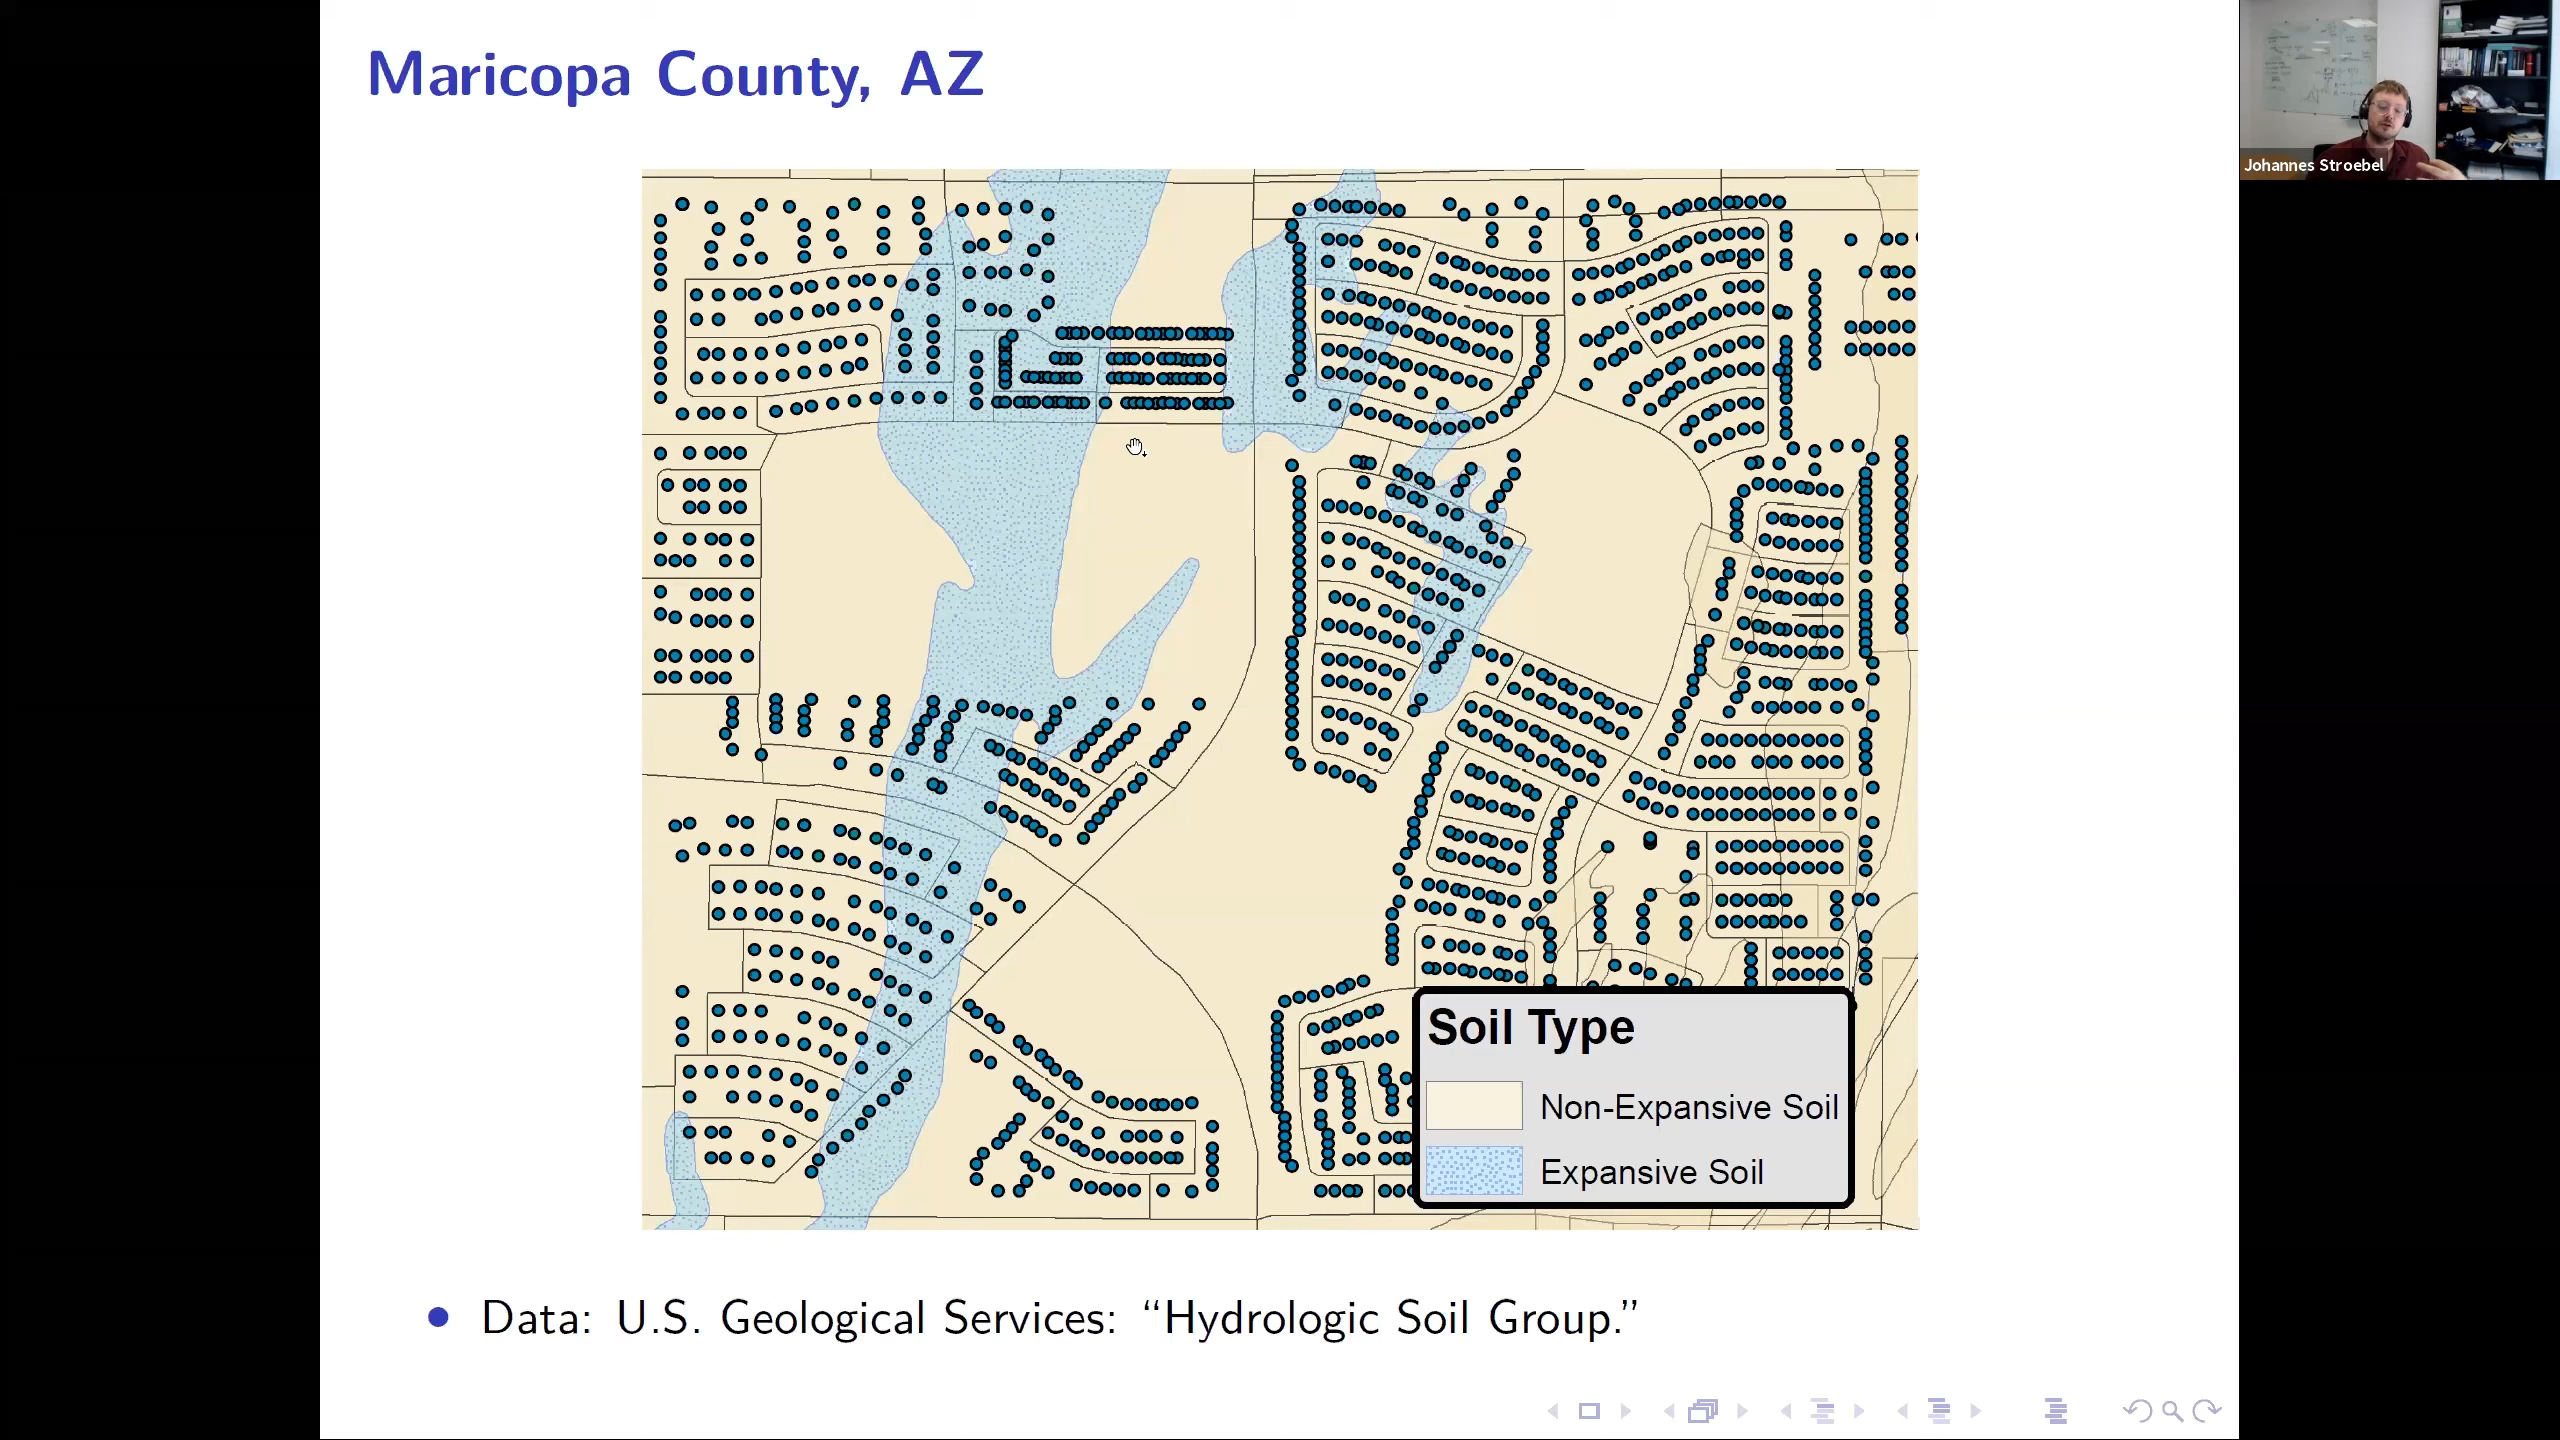 Maricopa County, AZ
Johannes Stroebel
Soil Type
Non-Expansive Soil
Expansive Soil
• Data: U.S. Geological Services: “Hydrologic Soil Group.”